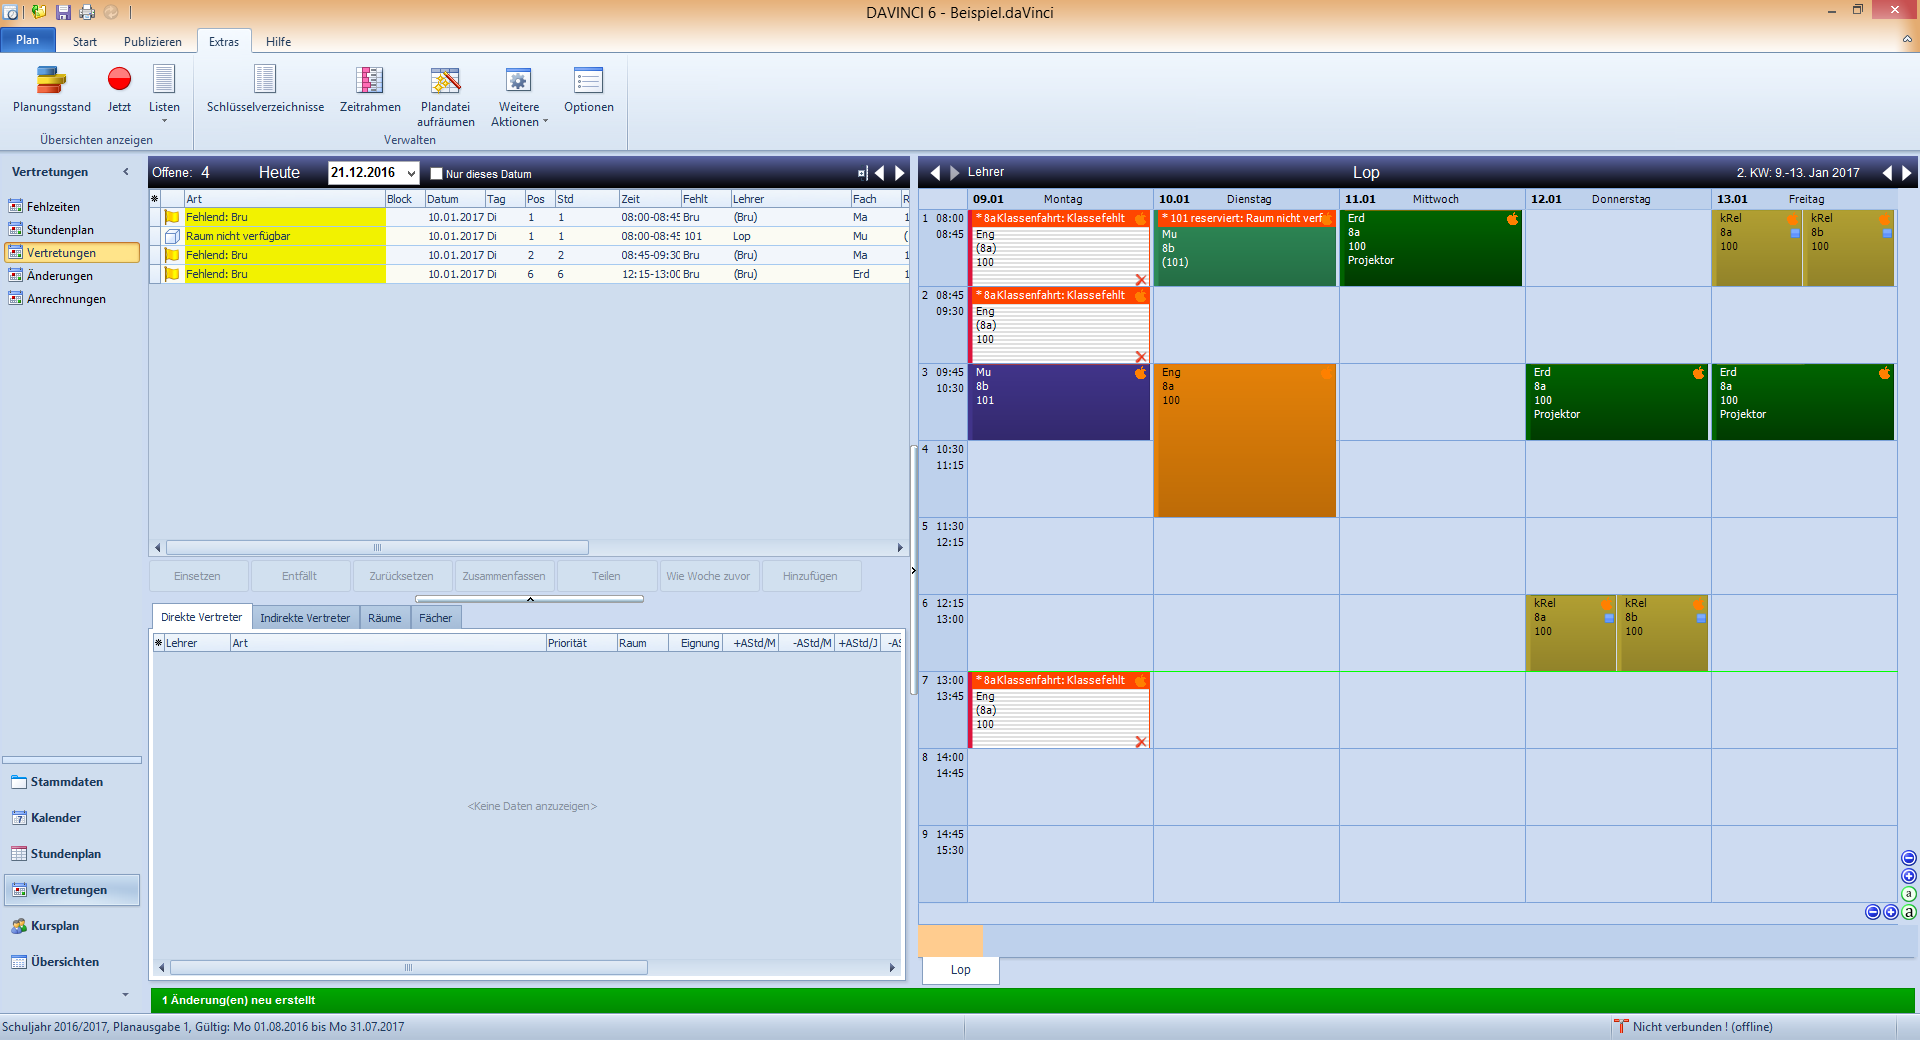 DAVINCI 6 - Beispiel.daVinci
Plan
Start
Publizieren
Extras
Hilfe
Planungsstand
Jetzt
Listen
Schlüsselverzeichnisse
Zeitrahmen
Plandatei aufräumen
Weitere Aktionen
Optionen
Übersichten anzeigen
Verwalten
Vertretungen
Fehlzeiten
Stundenplan
Vertretungen
Änderungen
Anrechnungen
Stammdaten
Kalender
Stundenplan
Vertretungen
Kursplan
Übersichten
Offene: 4 Heute 21.12.2016 Nur dieses Datum
Art Block Datum Tag Pos Std Zeit Fehlt Lehrer Fach R
Fehlend: Bru 10.01.2017 Di 1 1 08:00-08:45 Bru (Bru) Ma 1
Raum nicht verfügbar 10.01.2017 Di 1 1 08:00-08:45 101 Lop Mu (
Fehlend: Bru 10.01.2017 Di 2 2 08:45-09:30 Bru (Bru) Ma 1
Fehlend: Bru 10.01.2017 Di 6 6 12:15-13:00 Bru (Bru) Erd 1
Einsetzen
Entfällt
Zurücksetzen
Zusammenfassen
Teilen
Wie Woche zuvor
Hinzufügen
Direkte Vertreter
Indirekte Vertreter
Räume
Fächer
Lehrer Art Priorität Raum Eignung +AStd/M -AStd/M +AStd/J -AS
<Keine Daten anzuzeigen>
Lehrer Lop 2. KW: 9.-13. Jan 2017
09.01 Montag 10.01 Dienstag 11.01 Mittwoch 12.01 Donnerstag 13.01 Freitag
1 08:00
08:45
* 8aKlassenfahrt: Klassefehlt
Eng
(8a)
100
* 101 reserviert: Raum nicht verf
Mu
8b
(101)
Erd
8a
100
Projektor
kRel
8a
100
kRel
8b
100
2 08:45
09:30
* 8aKlassenfahrt: Klassefehlt
Eng
(8a)
100
3 09:45
10:30
Mu
8b
101
Eng
8a
100
Erd
8a
100
Projektor
Erd
8a
100
Projektor
4 10:30
11:15
5 11:30
12:15
6 12:15
13:00
kRel
8a
100
kRel
8b
100
7 13:00
13:45
* 8aKlassenfahrt: Klassefehlt
Eng
(8a)
100
8 14:00
14:45
9 14:45
15:30
a
a
Lop
1 Änderung(en) neu erstellt
Schuljahr 2016/2017, Planausgabe 1, Gültig: Mo 01.08.2016 bis Mo 31.07.2017
Nicht verbunden ! (offline)